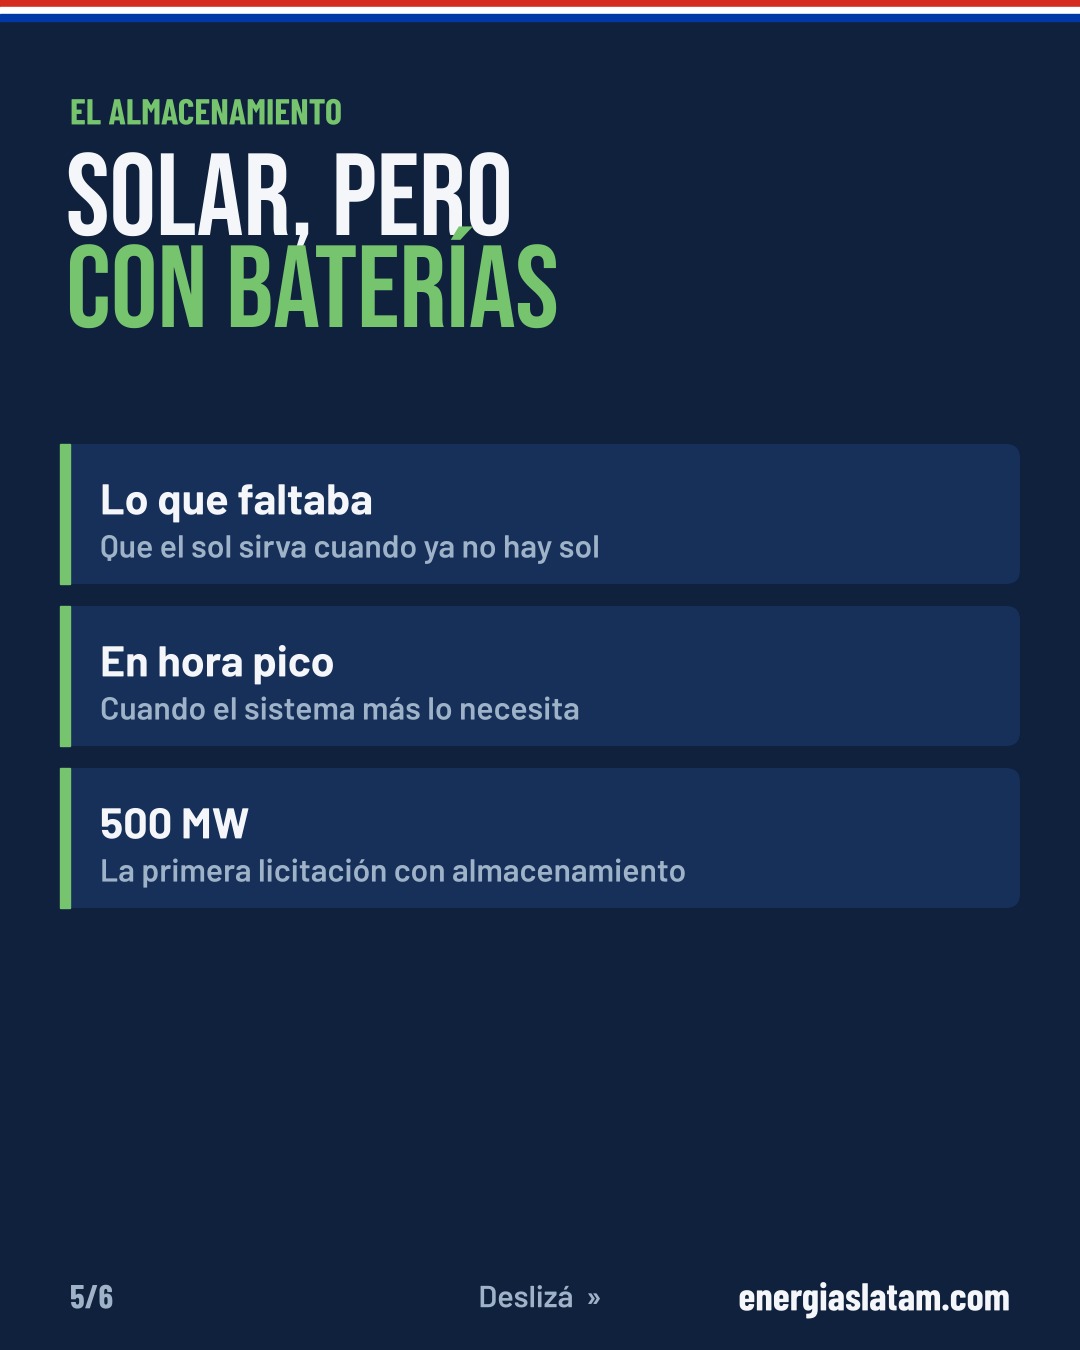 EL ALMACENAMIENTO
SOLAR, PERO
CON BATERÍAS
Lo que faltaba
Que el sol sirva cuando ya no hay sol
En hora pico
Cuando el sistema más lo necesita
500 MW
La primera licitación con almacenamiento
5/6
Deslizá »
energiaslatam.com